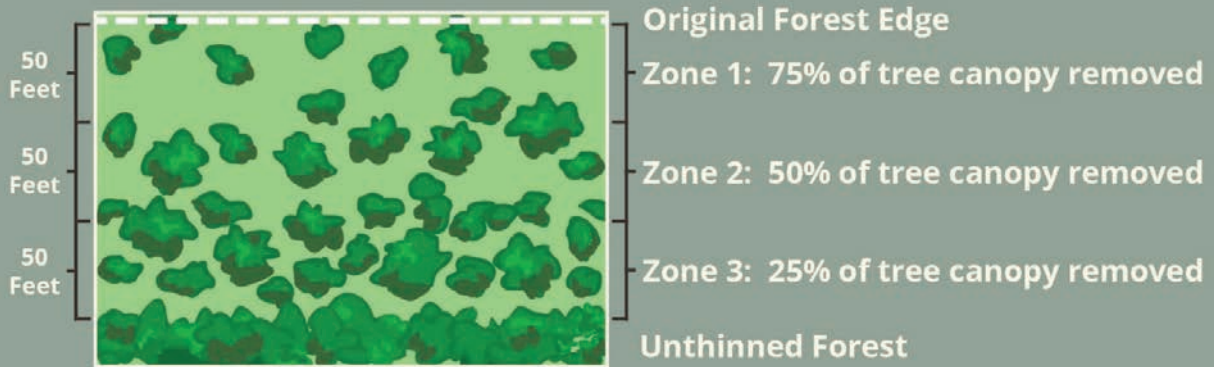 Original Forest Edge
50
Feet
Zone 1: 75% of tree canopy removed
50
Feet
Zone 2: 50% of tree canopy removed
50
Feet
Zone 3: 25% of tree canopy removed
Unthinned Forest